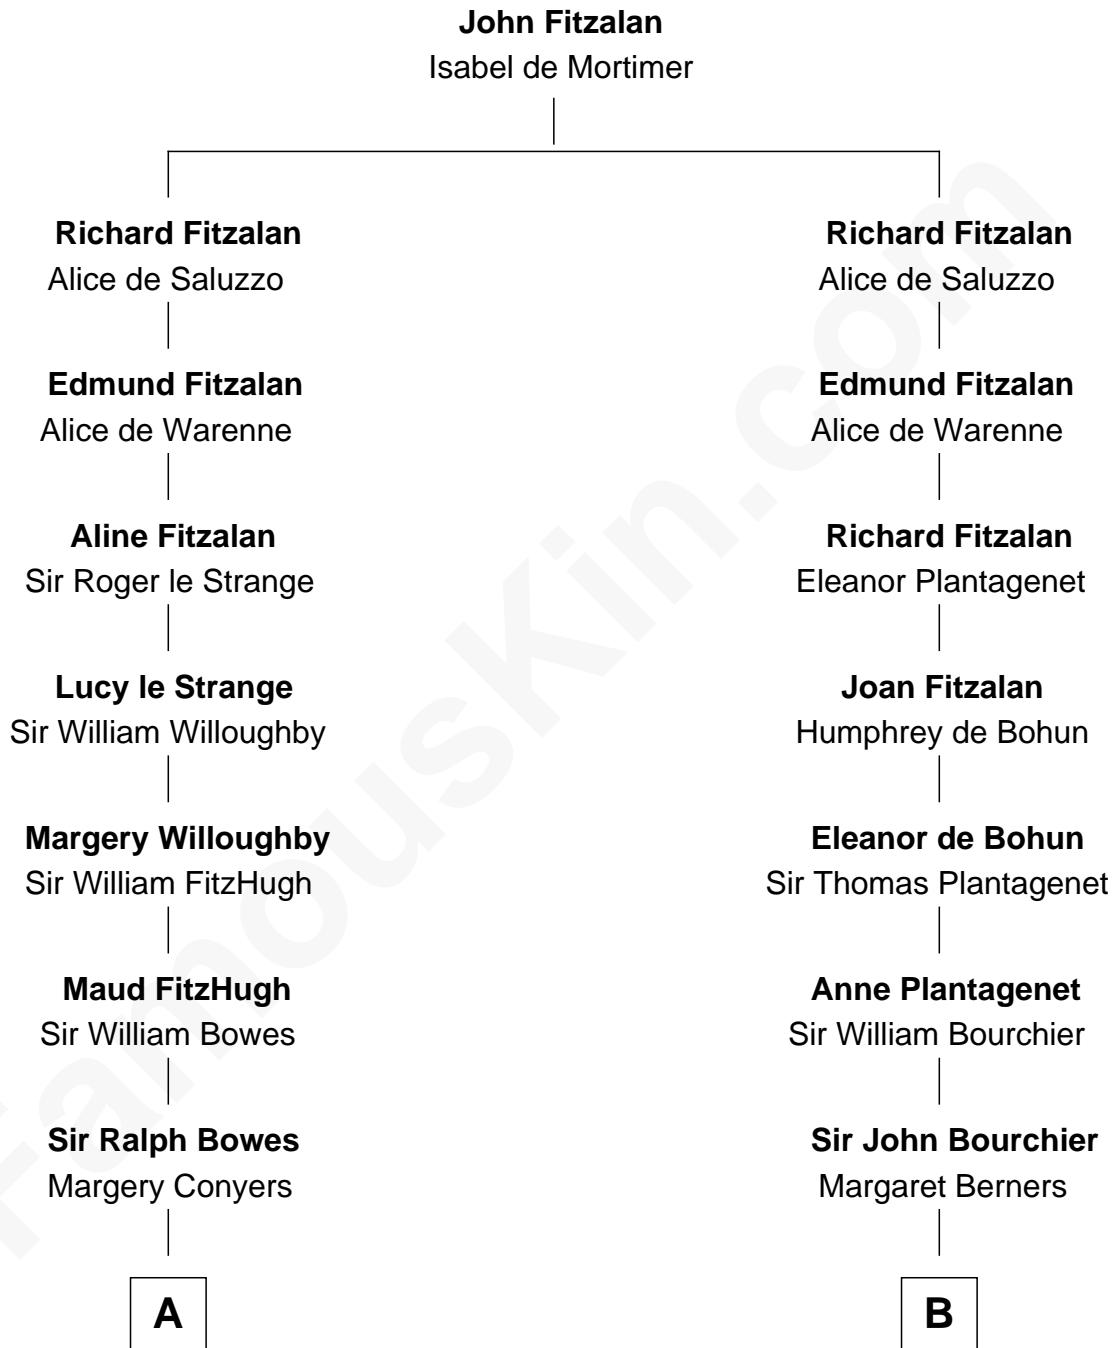 John Fitzalan
Isabel de Mortimer
Richard Fitzalan
Alice de Saluzzo
Edmund Fitzalan
Alice de Warenne
Aline Fitzalan
Sir Roger le Strange
Lucy le Strange
Sir William Willoughby
Margery Willoughby
Sir William FitzHugh
Maud FitzHugh
Sir William Bowes
Sir Ralph Bowes
Margery Conyers
A
Richard Fitzalan
Alice de Saluzzo
Edmund Fitzalan
Alice de Warenne
Richard Fitzalan
Eleanor Plantagenet
Joan Fitzalan
Humphrey de Bohun
Eleanor de Bohun
Sir Thomas Plantagenet
Anne Plantagenet
Sir William Bourchier
Sir John Bourchier
Margaret Berners
B
FamousKin.com